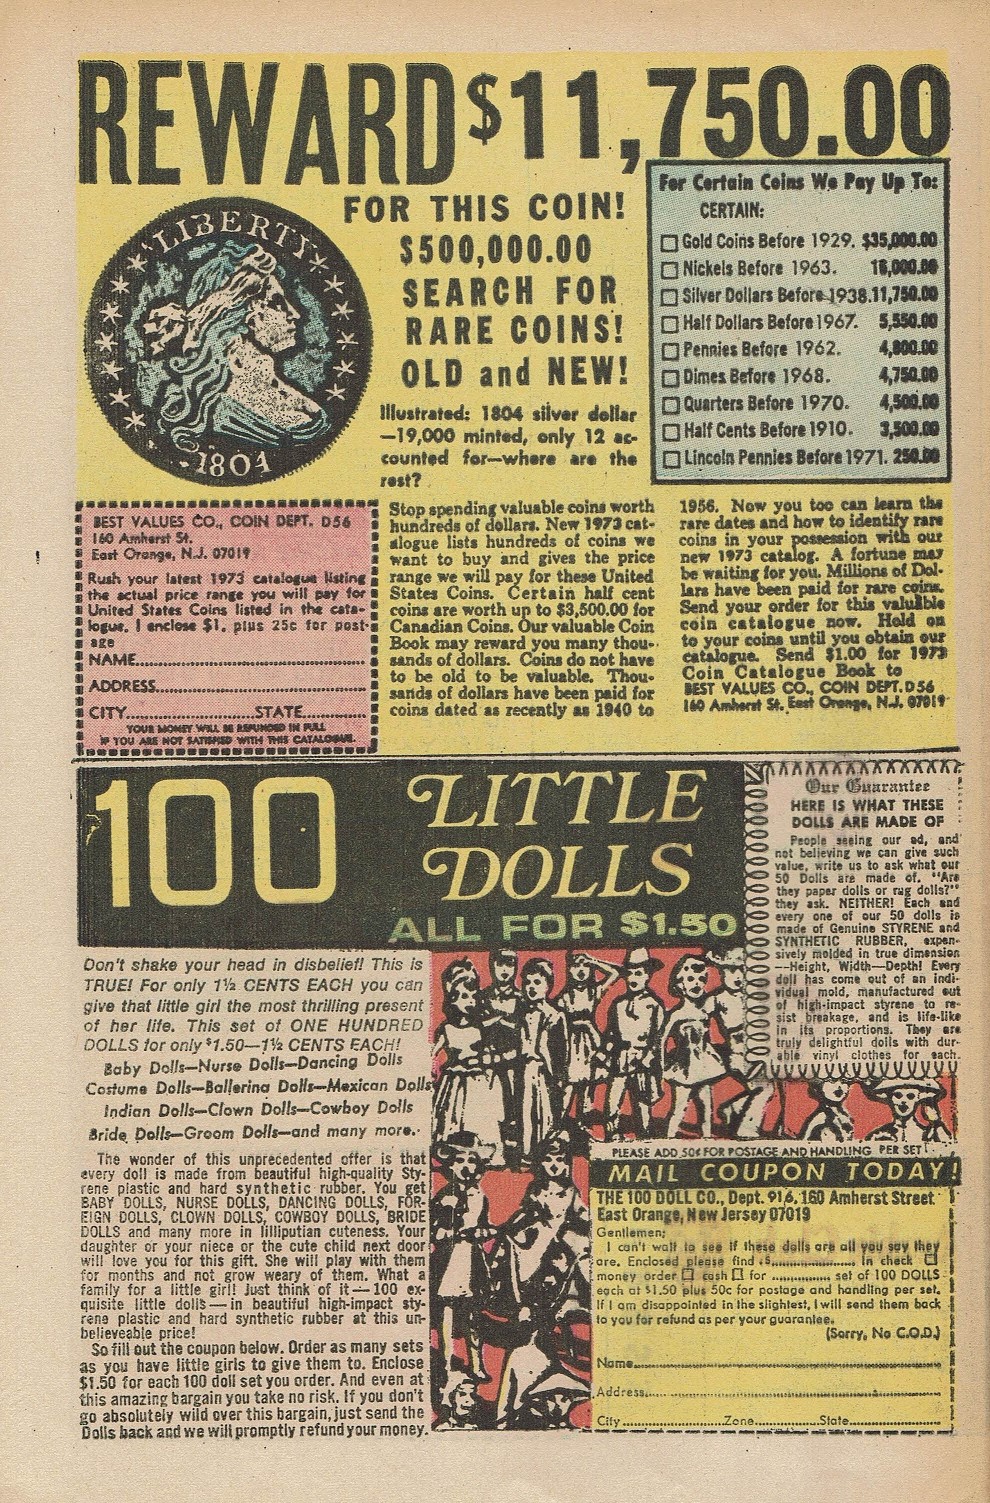 REWARD $11,750.00
FOR THIS COIN!
$500,000.00
SEARCH FOR
RARE COINS!
OLD and NEW!
Illustrated: 1804 silver dollar
—19,000 minted, only 12 ac-
counted for—where are the
rest?
LIBERTY
1804
For Certain Coins We Pay Up To:
CERTAIN:
Gold Coins Before 1929. $35,000.00
Nickels Before 1963. 18,000.00
Silver Dollars Before 1938. 11,750.00
Half Dollars Before 1967. 5,550.00
Pennies Before 1962. 4,800.00
Dimes Before 1968. 4,750.00
Quarters Before 1970. 4,500.00
Half Cents Before 1910. 3,500.00
Lincoln Pennies Before 1971. 250.00
BEST VALUES CO., COIN DEPT. D56
160 Amherst St.
East Orange, N.J. 07019
Rush your latest 1973 catalogue listing
the actual price range you will pay for
United States Coins listed in the cata-
logue. I enclose $1. plus 25c for post-
age
NAME
ADDRESS
CITY STATE
YOUR MONEY WILL BE REFUNDED IN FULL
IF YOU ARE NOT SATISFIED WITH THIS CATALOGUE.
Stop spending valuable coins worth
hundreds of dollars. New 1973 cat-
alogue lists hundreds of coins we
want to buy and gives the price
range we will pay for these United
States Coins. Certain half cent
coins are worth up to $3,500.00 for
Canadian Coins. Our valuable Coin
Book may reward you many thou-
sands of dollars. Coins do not have
to be old to be valuable. Thou-
sands of dollars have been paid for
coins dated as recently as 1940 to
1956. Now you too can learn the
rare dates and how to identify rare
coins in your possession with our
new 1973 catalog. A fortune may
be waiting for you. Millions of Dol-
lars have been paid for rare coins.
Send your order for this valuable
coin catalogue now. Hold on
to your coins until you obtain our
catalogue. Send $1.00 for 1973
Coin Catalogue Book to
BEST VALUES CO., COIN DEPT. D56
160 Amherst St. East Orange, N.J. 07019
100 LITTLE
DOLLS
ALL FOR $1.50
Our Guarantee
HERE IS WHAT THESE
DOLLS ARE MADE OF
People seeing our ad, and
not believing we can give such
value, write us to ask what our
50 Dolls are made of. "Are
they paper dolls or rag dolls?"
they ask. NEITHER! Each and
every one of our 50 dolls is
made of Genuine STYRENE and
SYNTHETIC RUBBER, expen-
sively molded in true dimension
—Height, Width—Depth! Every
doll has come out of an indi-
vidual mold, manufactured out
of high-impact styrene to re-
sist breakage, and is life-like
in its proportions. They are
truly delightful dolls with dur-
able vinyl clothes for each.
Don't shake your head in disbelief! This is
TRUE! For only 1½ CENTS EACH you can
give that little girl the most thrilling present
of her life. This set of ONE HUNDRED
DOLLS for only $1.50—1½ CENTS EACH!
Baby Dolls—Nurse Dolls—Dancing Dolls
Costume Dolls—Ballerina Dolls—Mexican Dolls
Indian Dolls—Clown Dolls—Cowboy Dolls
Bride Dolls—Groom Dolls—and many more.
The wonder of this unprecedented offer is that
every doll is made from beautiful high-quality Sty-
rene plastic and hard synthetic rubber. You get
BABY DOLLS, NURSE DOLLS, DANCING DOLLS, FOR-
EIGN DOLLS, CLOWN DOLLS, COWBOY DOLLS, BRIDE
DOLLS and many more in lilliputian cuteness. Your
daughter or your niece or the cute child next door
will love you for this gift. She will play with them
for months and not grow weary of them. What a
family for a little girl! Just think of it—100 ex-
quisite little dolls—in beautiful high-impact sty-
rene plastic and hard synthetic rubber at this un-
believeable price!
So fill out the coupon below. Order as many sets
as you have little girls to give them to. Enclose
$1.50 for each 100 doll set you order. And even at
this amazing bargain you take no risk. If you don't
go absolutely wild over this bargain, just send the
Dolls back and we will promptly refund your money.
PLEASE ADD 50¢ FOR POSTAGE AND HANDLING PER SET!
MAIL COUPON TODAY!
THE 100 DOLL CO., Dept. 916, 160 Amherst Street
East Orange, New Jersey 07019
Gentlemen:
I can't wait to see if these dolls are all you say they
are. Enclosed please find $ In check
money order cash for set of 100 DOLLS
each at $1.50 plus 50c for postage and handling per set.
If I am disappointed in the slightest, I will send them back
to you for refund as per your guarantee.
(Sorry, No C.O.D.)
Name
Address
City Zone State